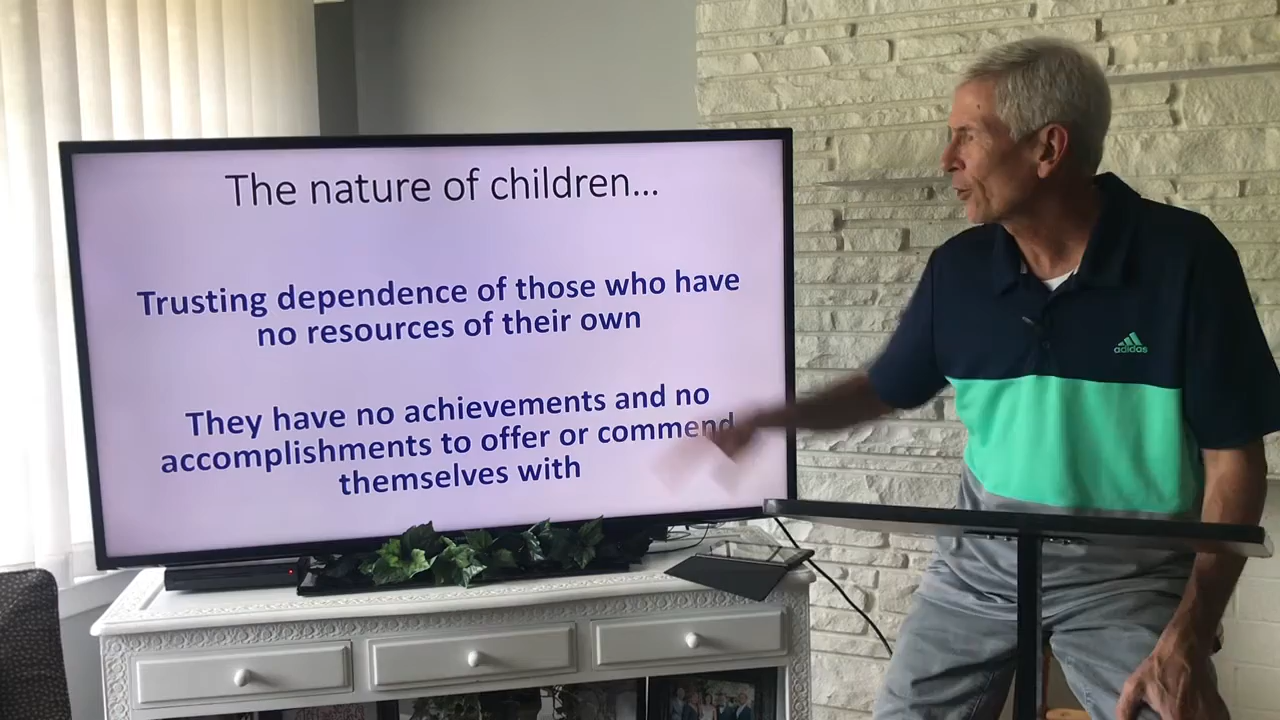 The nature of children...
Trusting dependence of those who have
no resources of their own
They have no achievements and no
accomplishments to offer or commend
themselves with
adidas